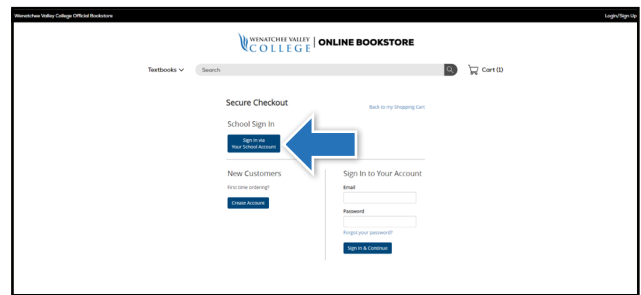 Wenatchee Valley College Official Bookstore
Login/Sign Up
WENATCHEE VALLEY
COLLEGE
ONLINE BOOKSTORE
Textbooks
Search
Cart (1)
Secure Checkout
Back to my Shopping Cart
School Sign In
Sign in via
Your School Account
New Customers
First time ordering?
Create Account
Sign In to Your Account
Email
Password
Forgot your password?
Sign In & Continue